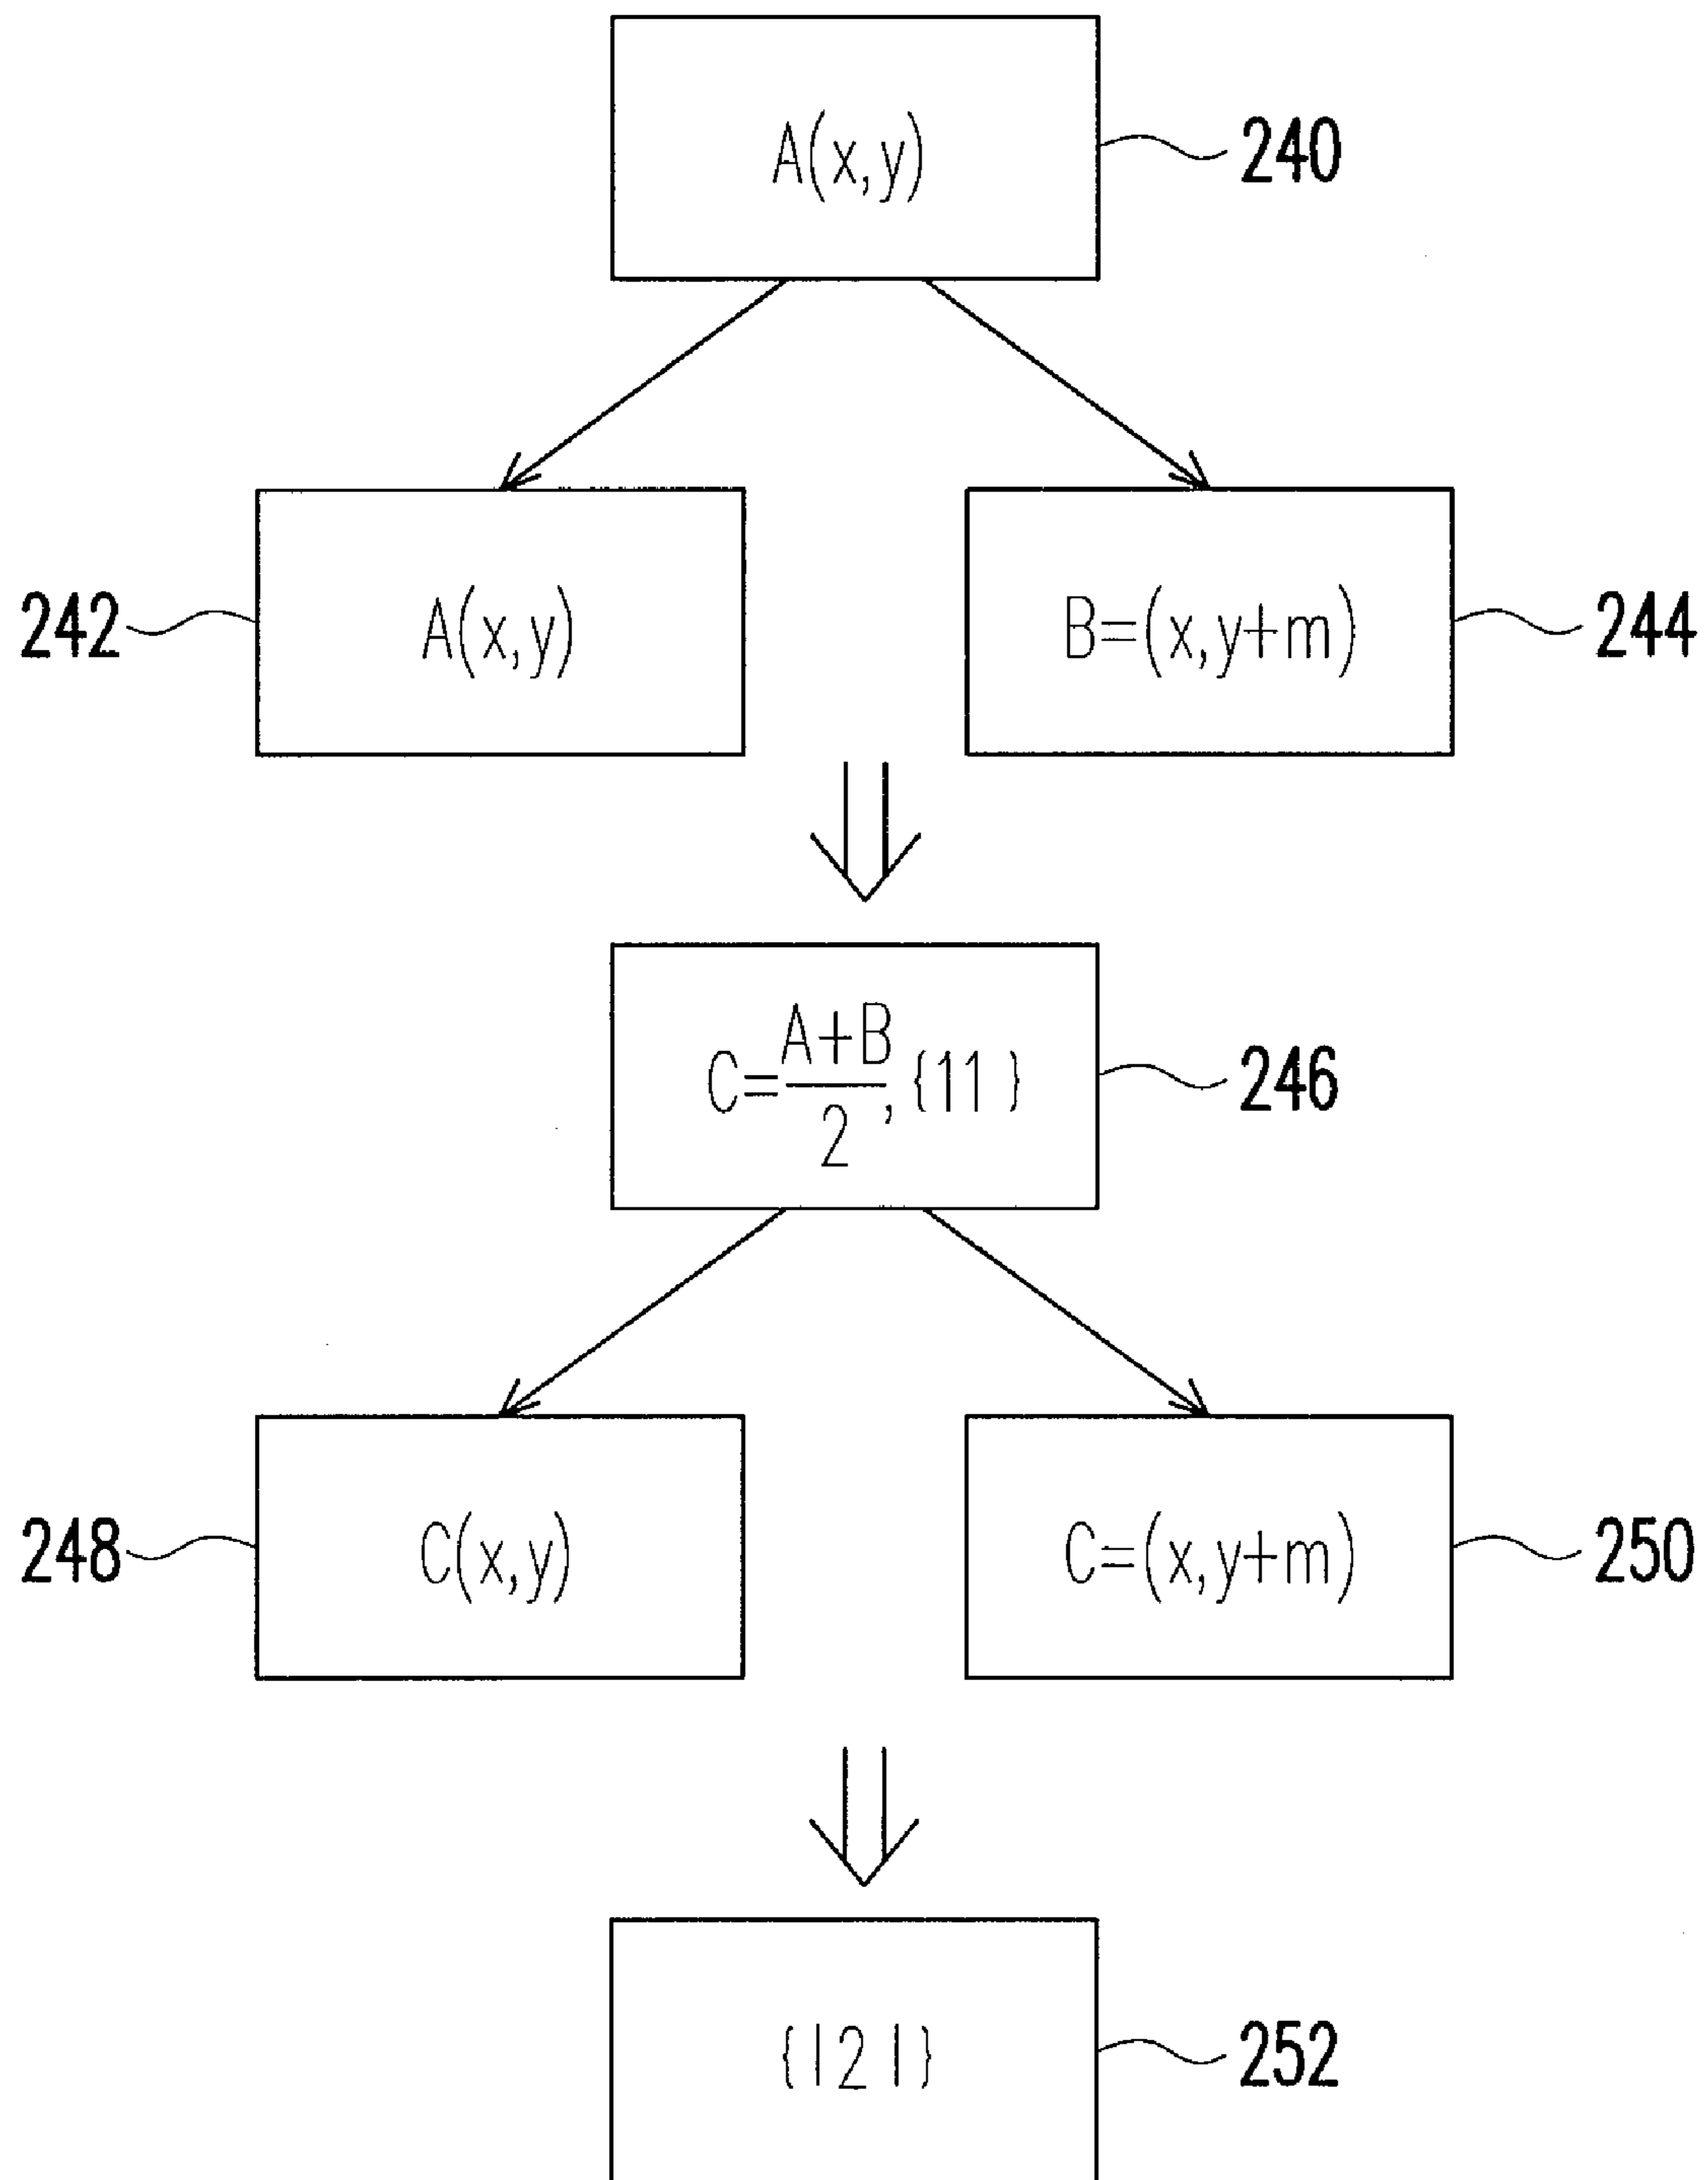 A(x,y)
240
242
A(x,y)
B=(x,y+m)
244
C=A+B/2,{11}
246
248
C(x,y)
C=(x,y+m)
250
{121}
252